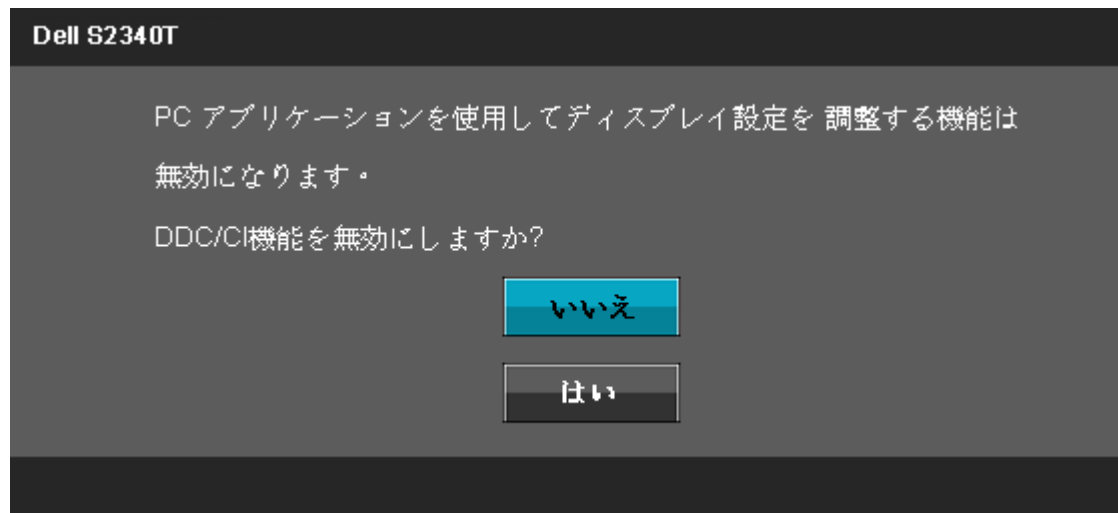 Dell S2340T
PC アプリケーションを使用してディスプレイ設定を 調整する機能は
無効になります。
DDC/CI機能を無効にしますか?
いいえ
はい